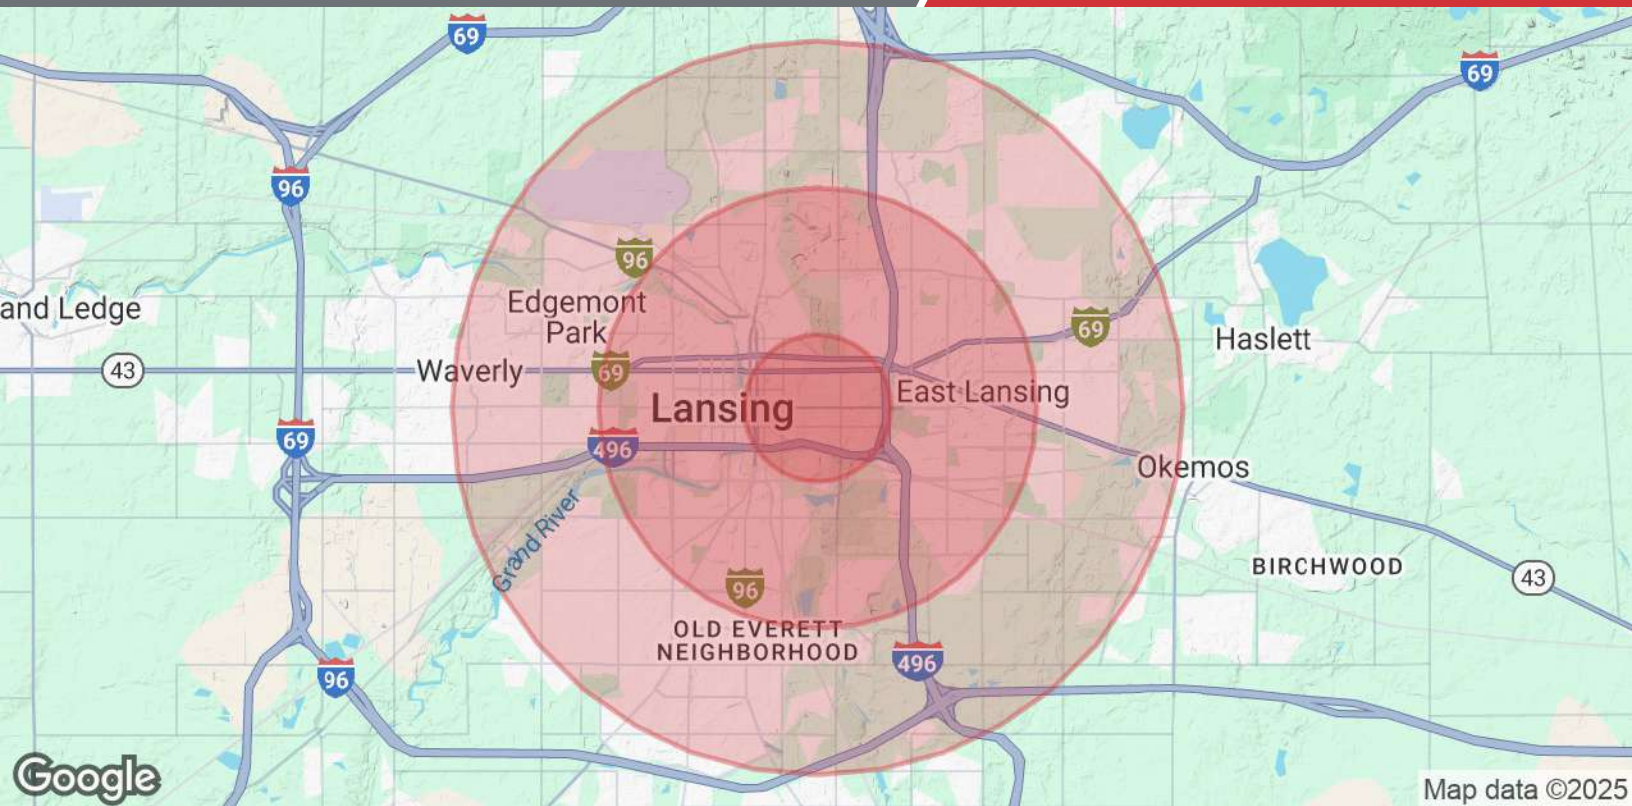 69
69
96
96
and Ledge
Edgemont
Park
69
Haslett
43
Waverly
69
East Lansing
Lansing
69
496
Okemos
Grand River
BIRCHWOOD
43
96
OLD EVERETT
NEIGHBORHOOD
496
96
Google
Map data ©2025